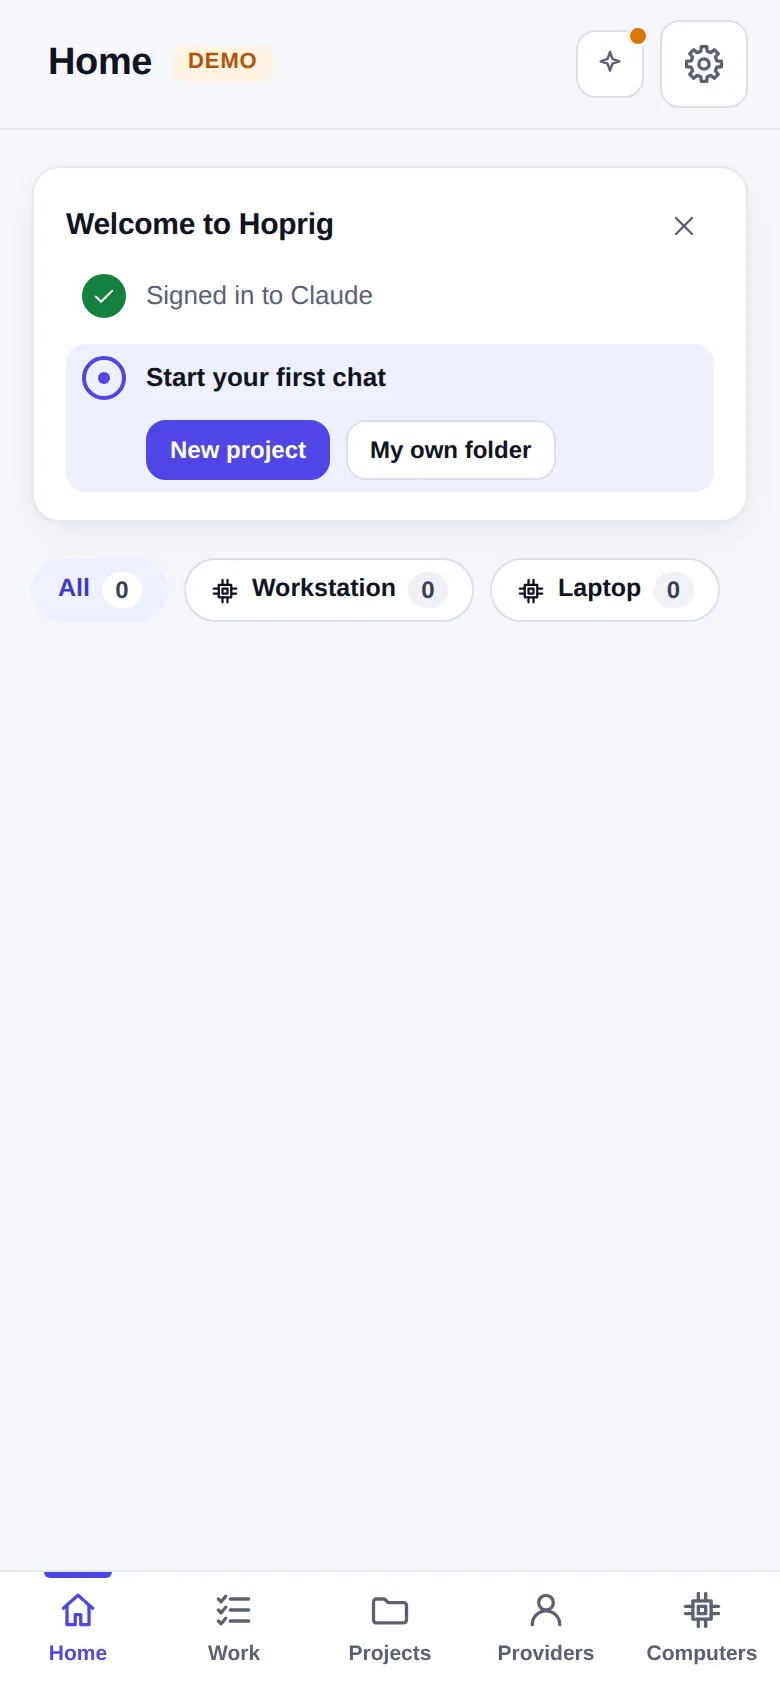 Home DEMO
Welcome to Hoprig
Signed in to Claude
Start your first chat
New project My own folder
All 0 Workstation 0 Laptop 0
Home Work Projects Providers Computers